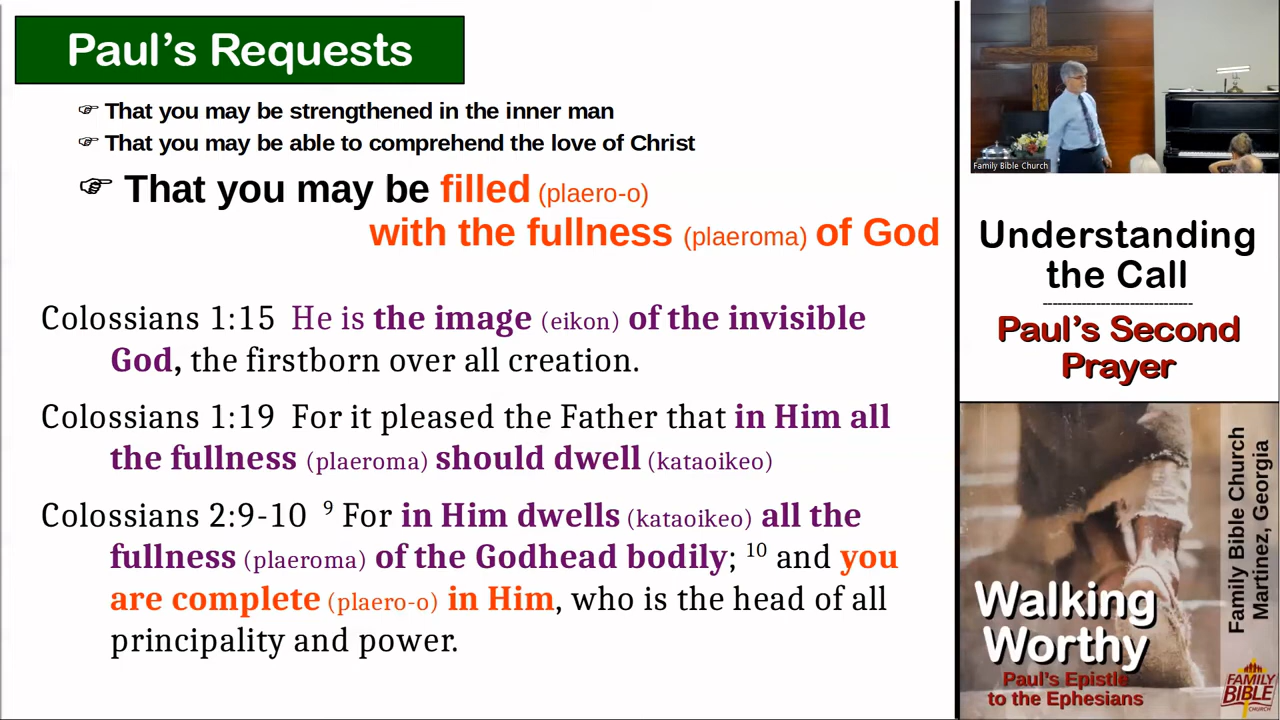 Paul's Requests
☞ That you may be strengthened in the inner man
☞ That you may be able to comprehend the love of Christ
☞ That you may be filled (plaero-o)
with the fullness (plaeroma) of God
Colossians 1:15 He is the image (eikon) of the invisible
God, the firstborn over all creation.
Colossians 1:19 For it pleased the Father that in Him all
the fullness (plaeroma) should dwell (kataoikeo)
Colossians 2:9-10 9 For in Him dwells (kataoikeo) all the
fullness (plaeroma) of the Godhead bodily; 10 and you
are complete (plaero-o) in Him, who is the head of all
principality and power.
Family Bible Church
Understanding
the Call
-----------------------------
Paul's Second
Prayer
Family Bible Church
Martinez, Georgia
Walking
Worthy
Paul's Epistle
to the Ephesians
FAMILY
BIBLE
CHURCH